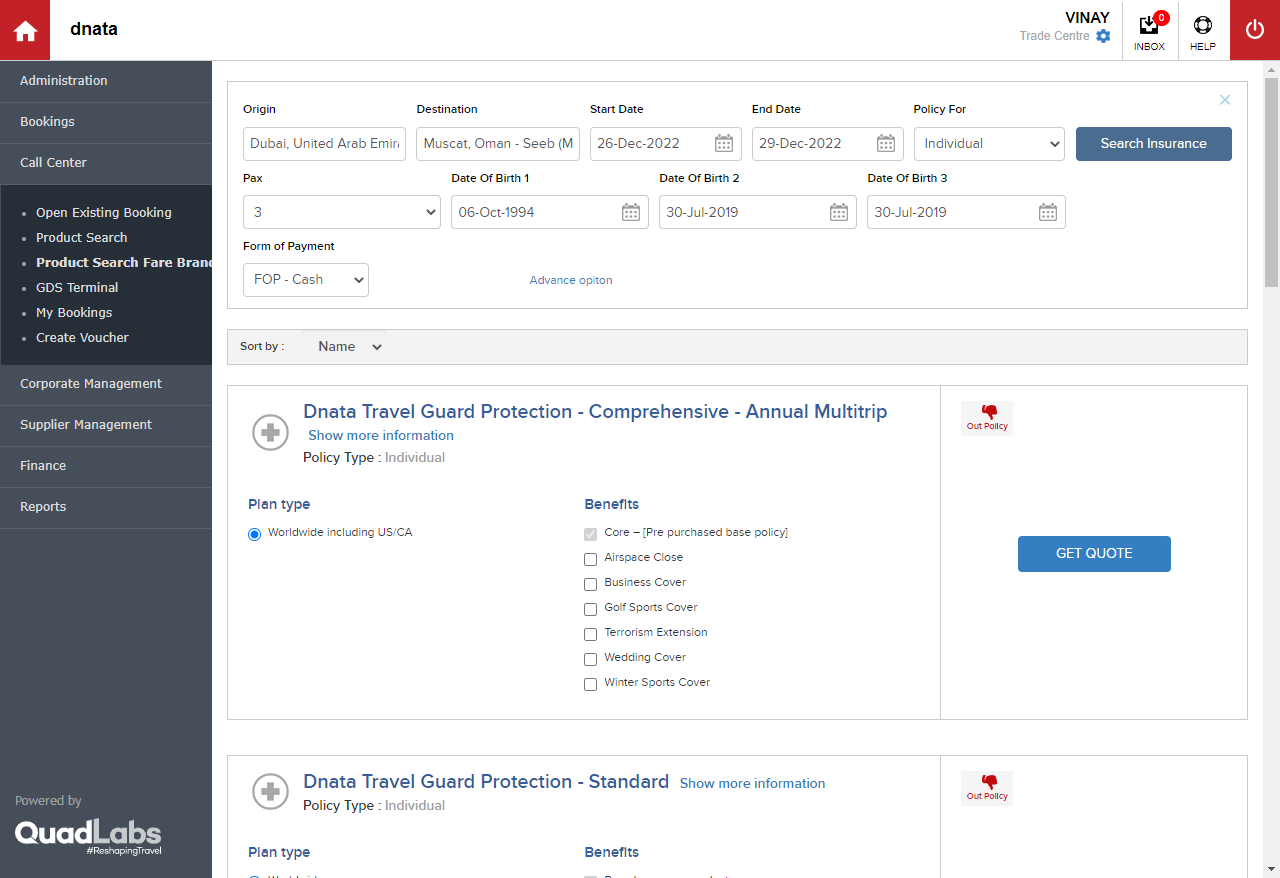 dnata
VINAY
Trade Centre
0
INBOX
HELP
Administration
Bookings
Call Center
Open Existing Booking
Product Search
Product Search Fare Brand
GDS Terminal
My Bookings
Create Voucher
Corporate Management
Supplier Management
Finance
Reports
Powered by
QuadLabs
#ReshapingTravel
Origin Destination Start Date End Date Policy For
Dubai, United Arab Emira Muscat, Oman - Seeb (M 26-Dec-2022 29-Dec-2022 Individual Search Insurance
Pax Date Of Birth 1 Date Of Birth 2 Date Of Birth 3
3 06-Oct-1994 30-Jul-2019 30-Jul-2019
Form of Payment
FOP - Cash Advance opiton
Sort by : Name
Dnata Travel Guard Protection - Comprehensive - Annual Multitrip
Show more information
Policy Type : Individual
Out Policy
Plan type
Worldwide including US/CA
Benefits
Core – [Pre purchased base policy]
Airspace Close
Business Cover
Golf Sports Cover
Terrorism Extension
Wedding Cover
Winter Sports Cover
GET QUOTE
Dnata Travel Guard Protection - Standard Show more information
Policy Type : Individual
Out Policy
Plan type Benefits